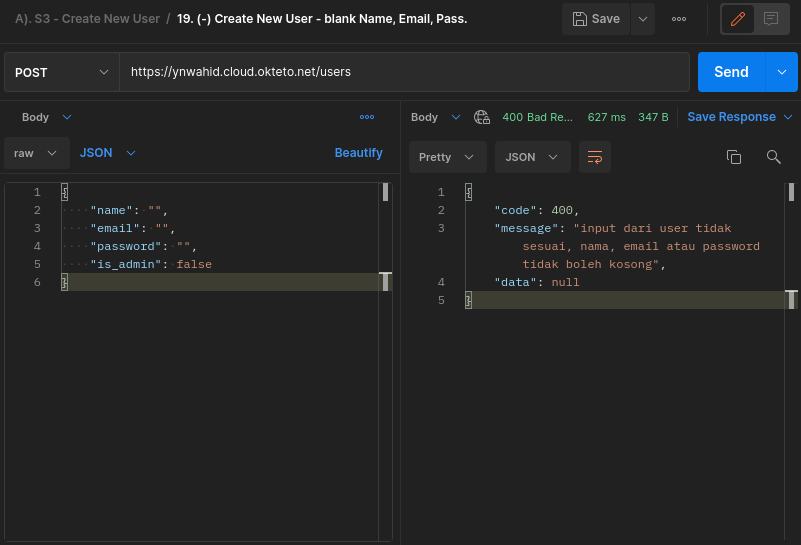 A). S3 - Create New User / 19. (-) Create New User - blank Name, Email, Pass.
Save
POST
https://ynwahid.cloud.okteto.net/users
Send
Body
raw
JSON
Beautify
1 {
2 "name": "",
3 "email": "",
4 "password": "",
5 "is_admin": false
6 }
Body
400 Bad Re...
627 ms
347 B
Save Response
Pretty
JSON
1 {
2 "code": 400,
3 "message": "input dari user tidak
sesuai, nama, email atau password
tidak boleh kosong",
4 "data": null
5 }